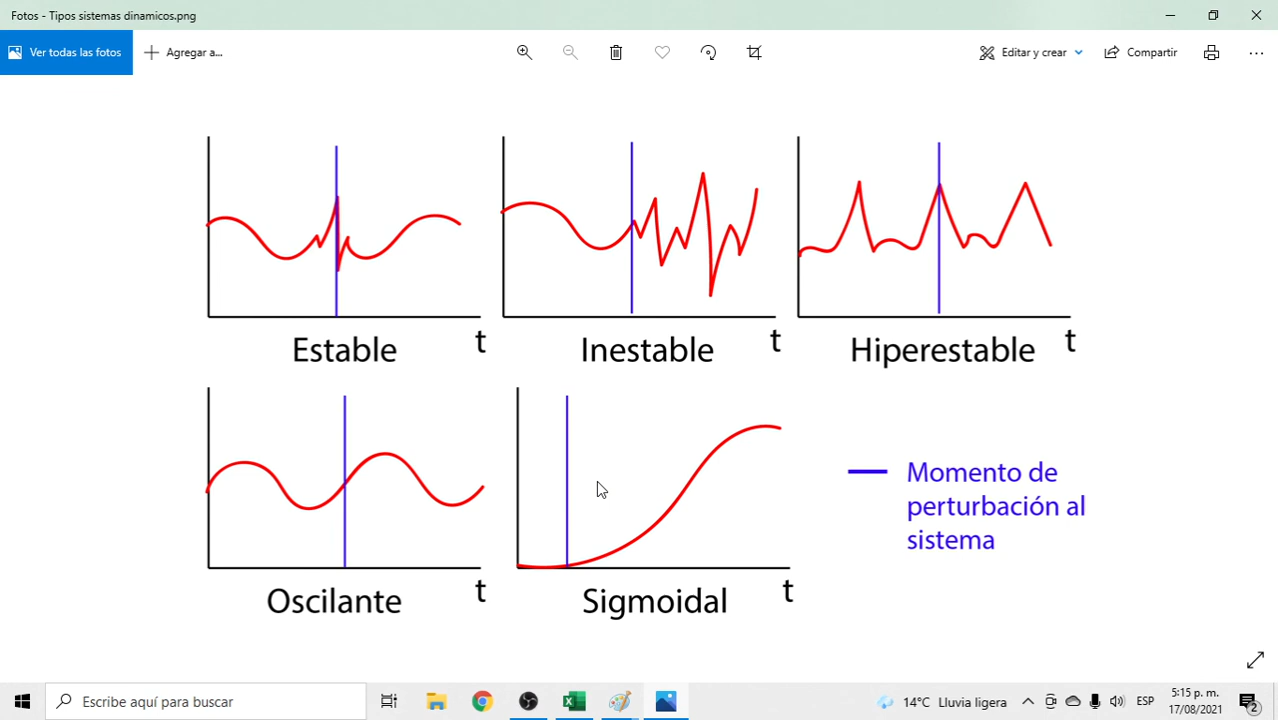 Fotos - Tipos sistemas dinamicos.png
Ver todas las fotos
Agregar a...
Editar y crear
Compartir
Estable
t
Inestable
t
Hiperestable
t
Oscilante
t
Sigmoidal
t
Momento de
perturbación al
sistema
Escribe aquí para buscar
14°C Lluvia ligera
ESP
5:15 p. m.
17/08/2021
2